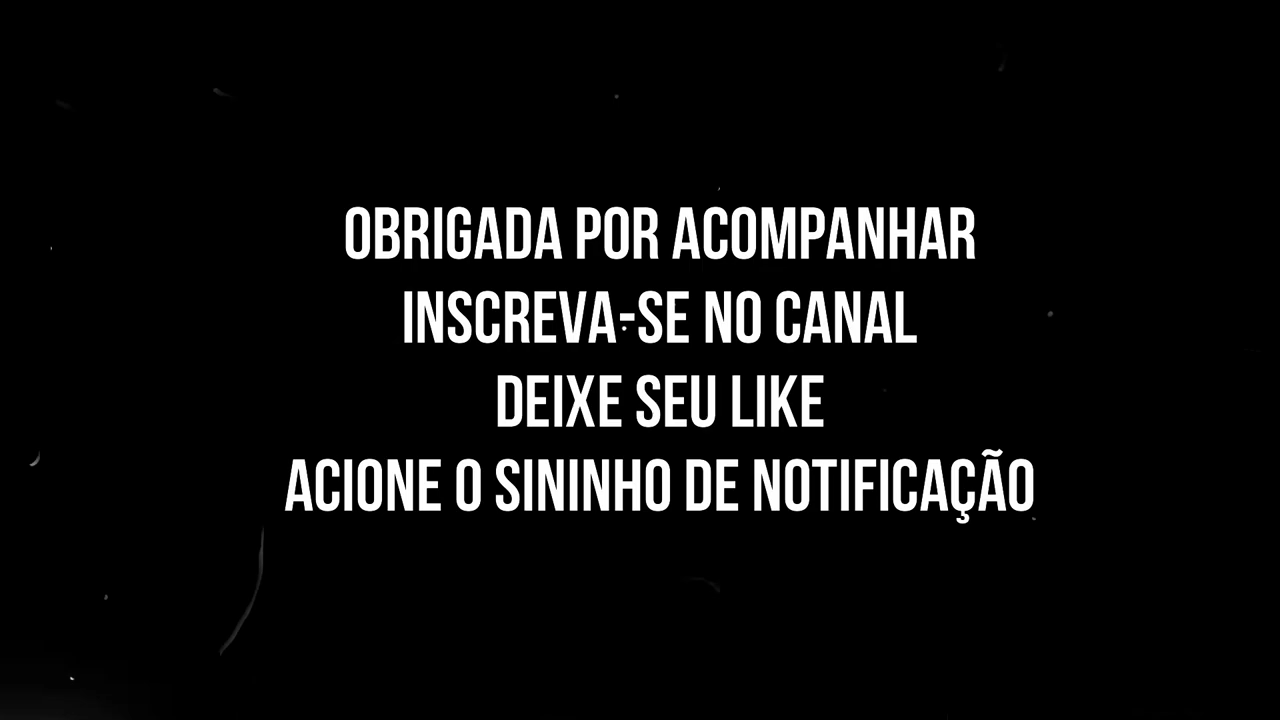 OBRIGADA POR ACOMPANHAR
INSCREVA-SE NO CANAL
DEIXE SEU LIKE
ACIONE O SININHO DE NOTIFICAÇÃO